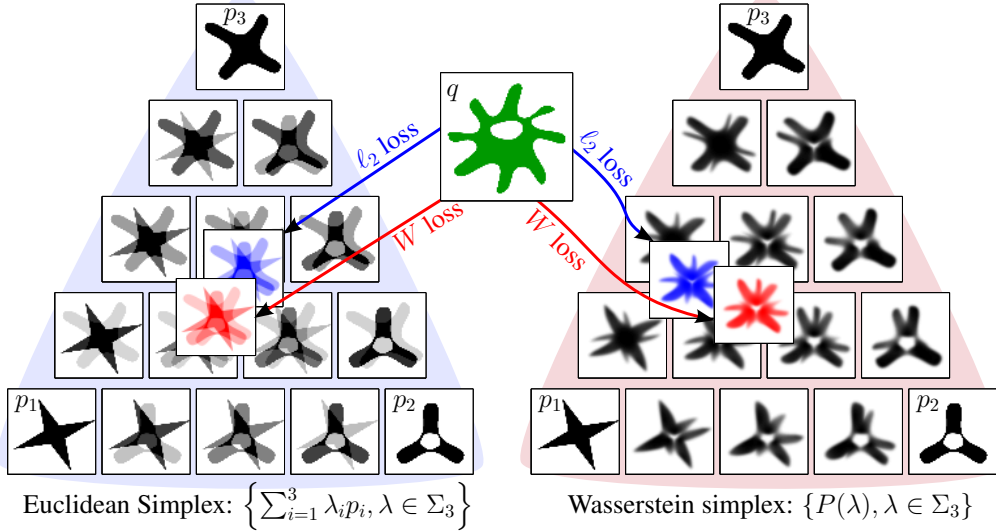 p₃
p₃
q
ℓ₂ loss
ℓ₂ loss
W loss
W loss
p₁
p₂
p₁
p₂
Euclidean Simplex: {∑³ᵢ₌₁ λᵢpᵢ, λ ∈ Σ₃}
Wasserstein simplex: {P(λ), λ ∈ Σ₃}